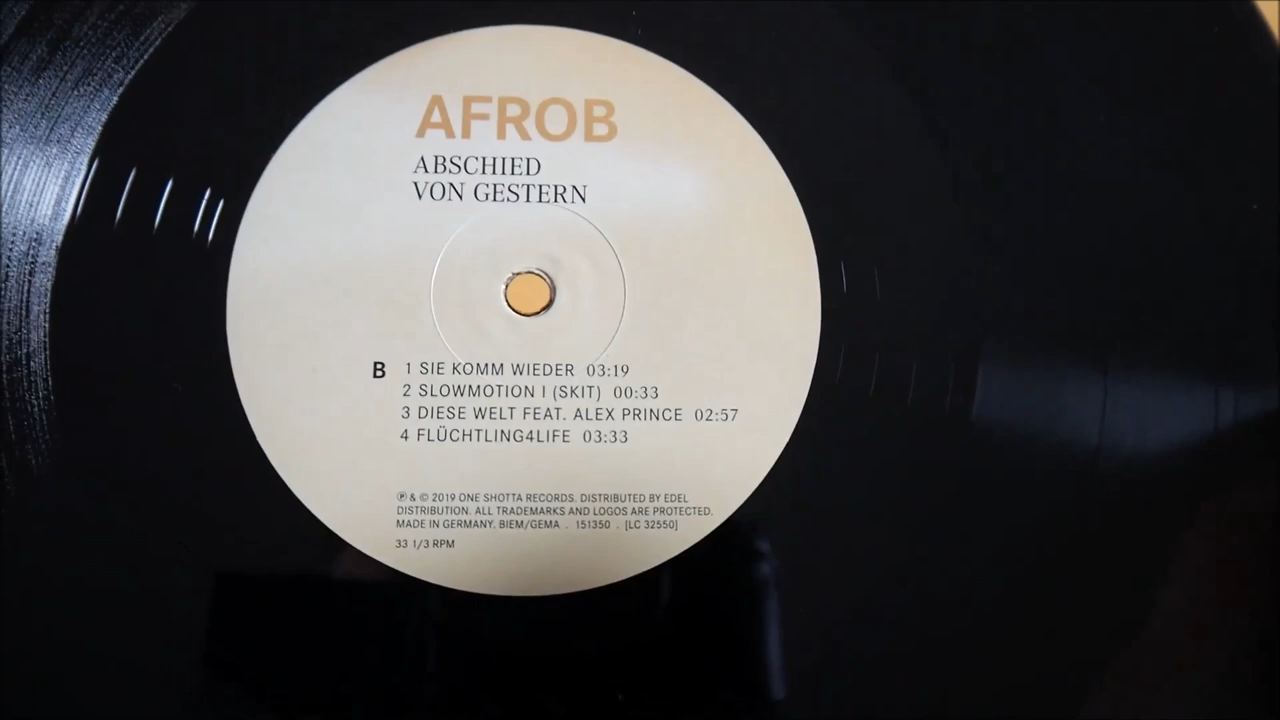 AFROB
ABSCHIED
VON GESTERN
B 1 SIE KOMM WIEDER 03:19
2 SLOWMOTION I (SKIT) 00:33
3 DIESE WELT FEAT. ALEX PRINCE 02:57
4 FLÜCHTLING4LIFE 03:33
℗ & © 2019 ONE SHOTTA RECORDS. DISTRIBUTED BY EDEL
DISTRIBUTION. ALL TRADEMARKS AND LOGOS ARE PROTECTED.
MADE IN GERMANY. BIEM/GEMA . 151350 . [LC 32550]
33 1/3 RPM